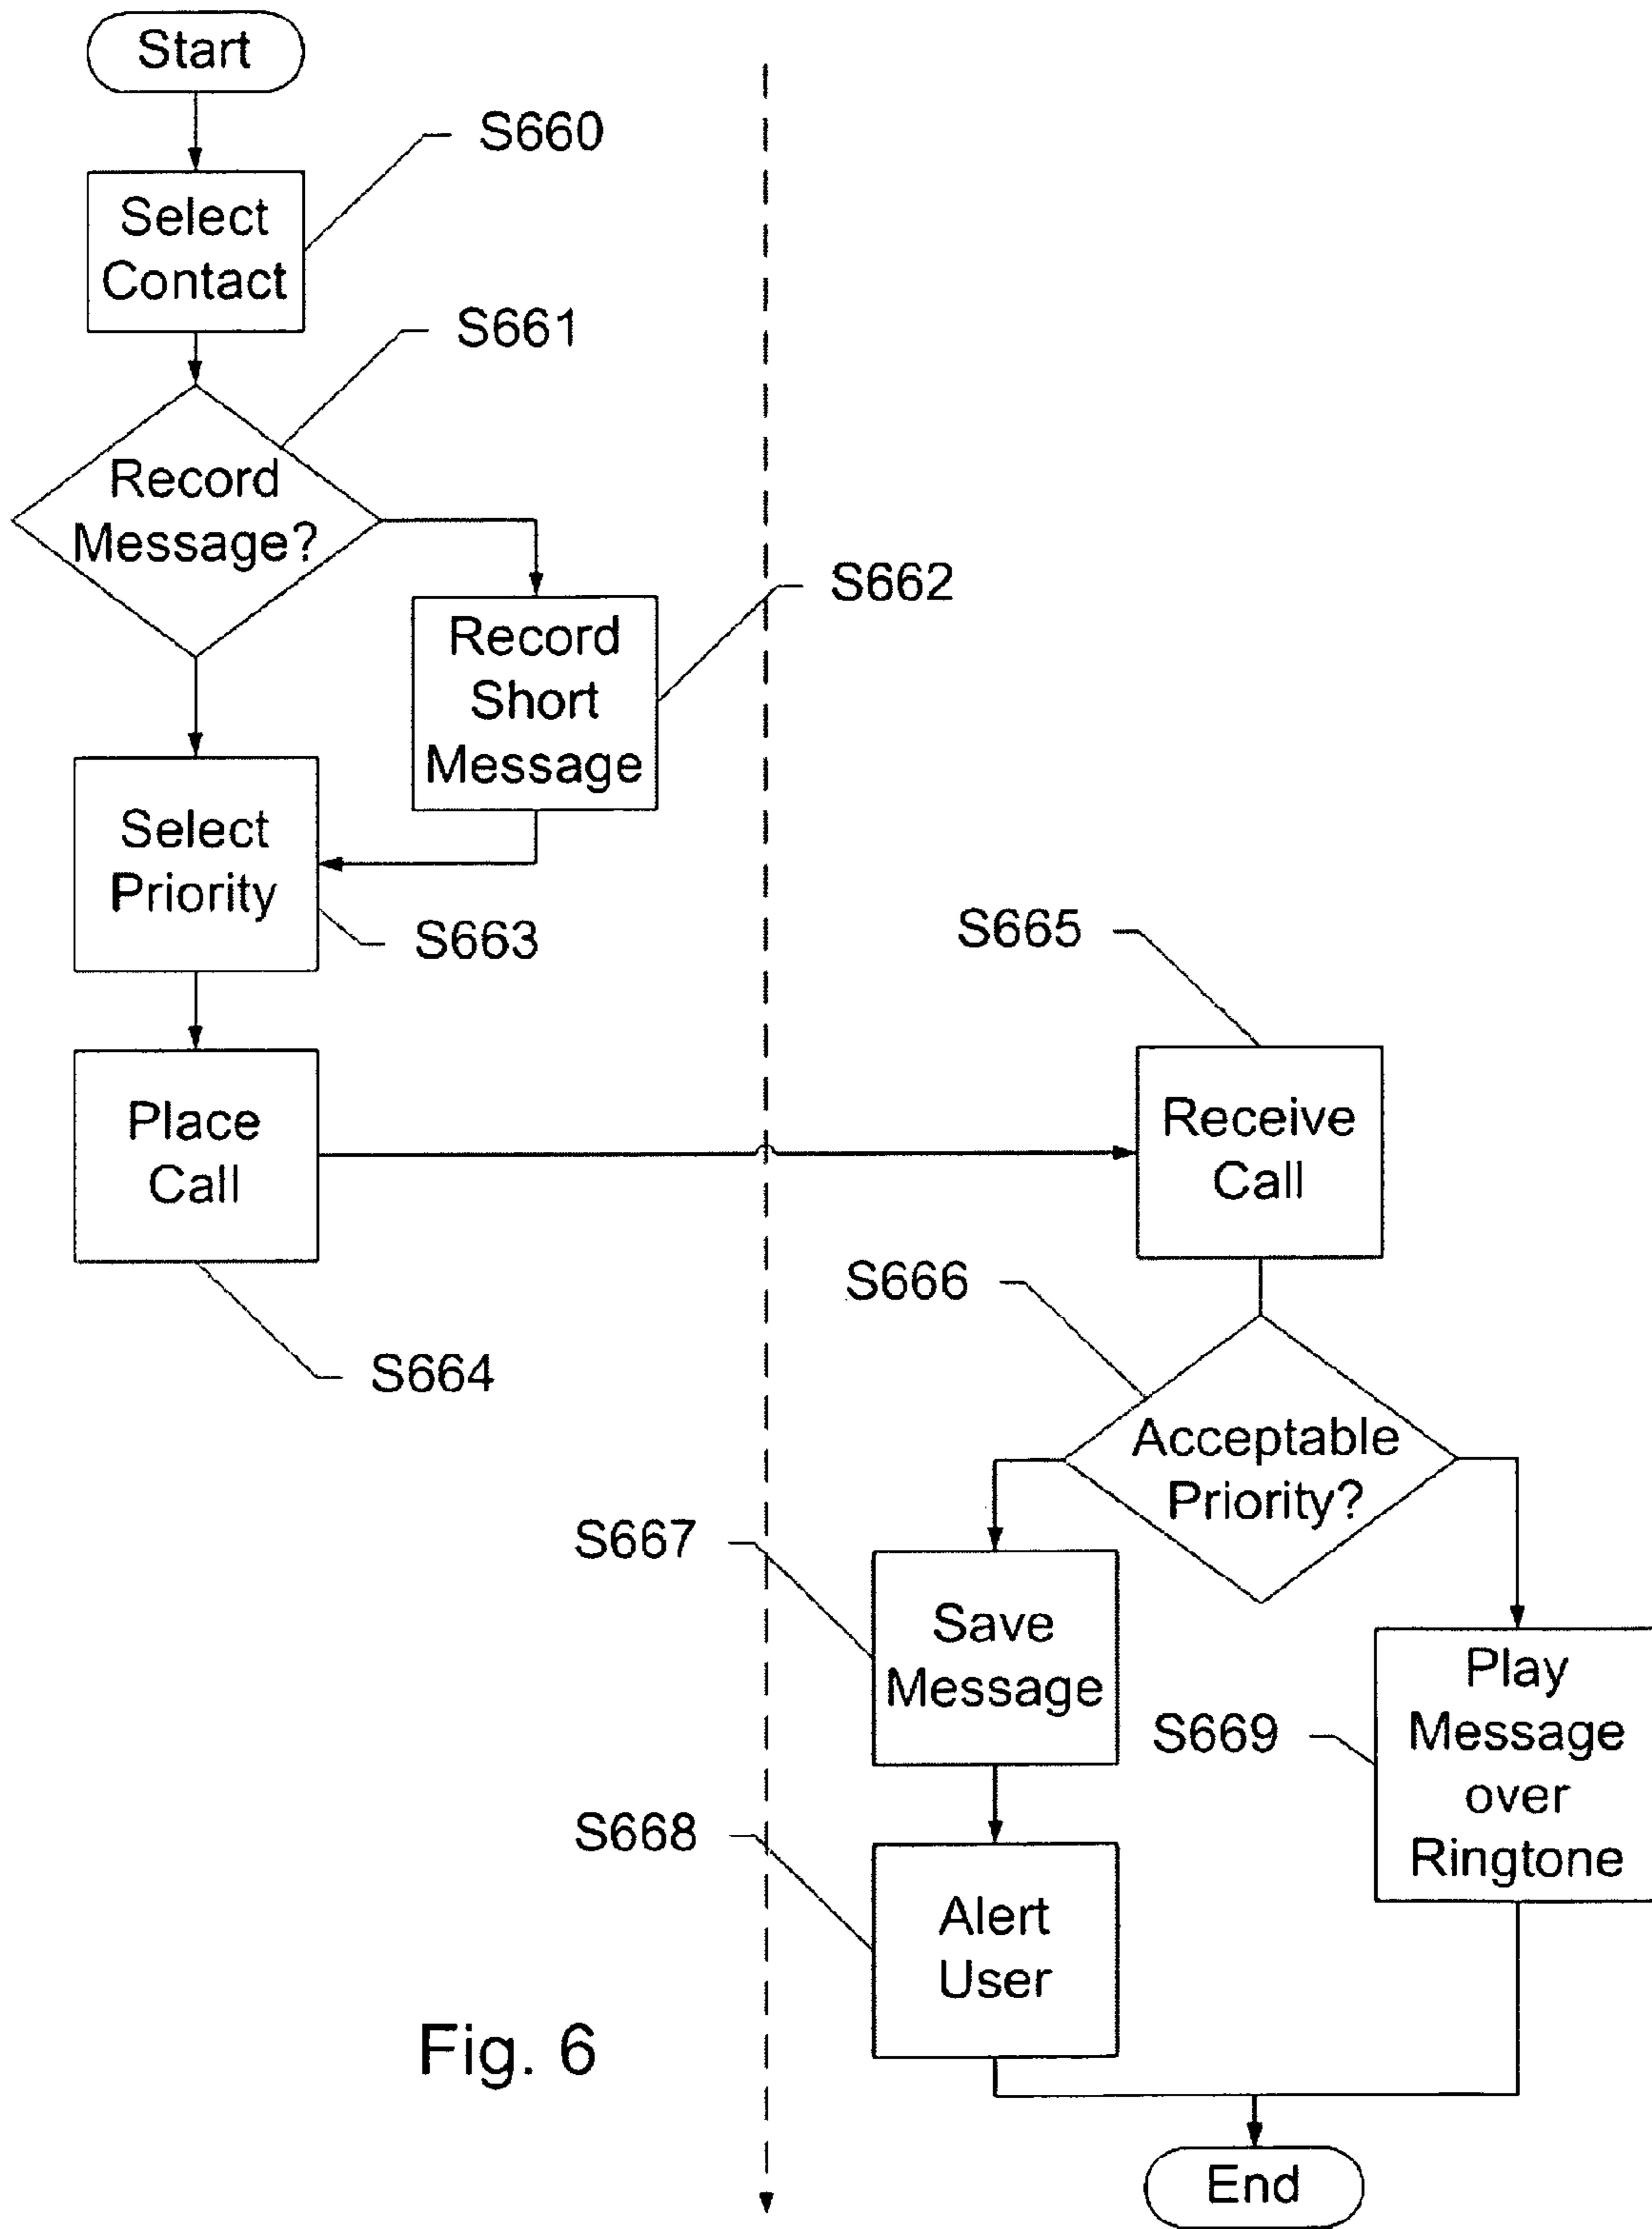 Start
S660
Select
Contact
S661
Record
Message?
S662
Record
Short
Message
Select
Priority
S663
S665
Place
Call
Receive
Call
S664
S666
Acceptable
Priority?
S667
Save
Message
S669
Play
Message
over
Ringtone
S668
Alert
User
Fig. 6
End